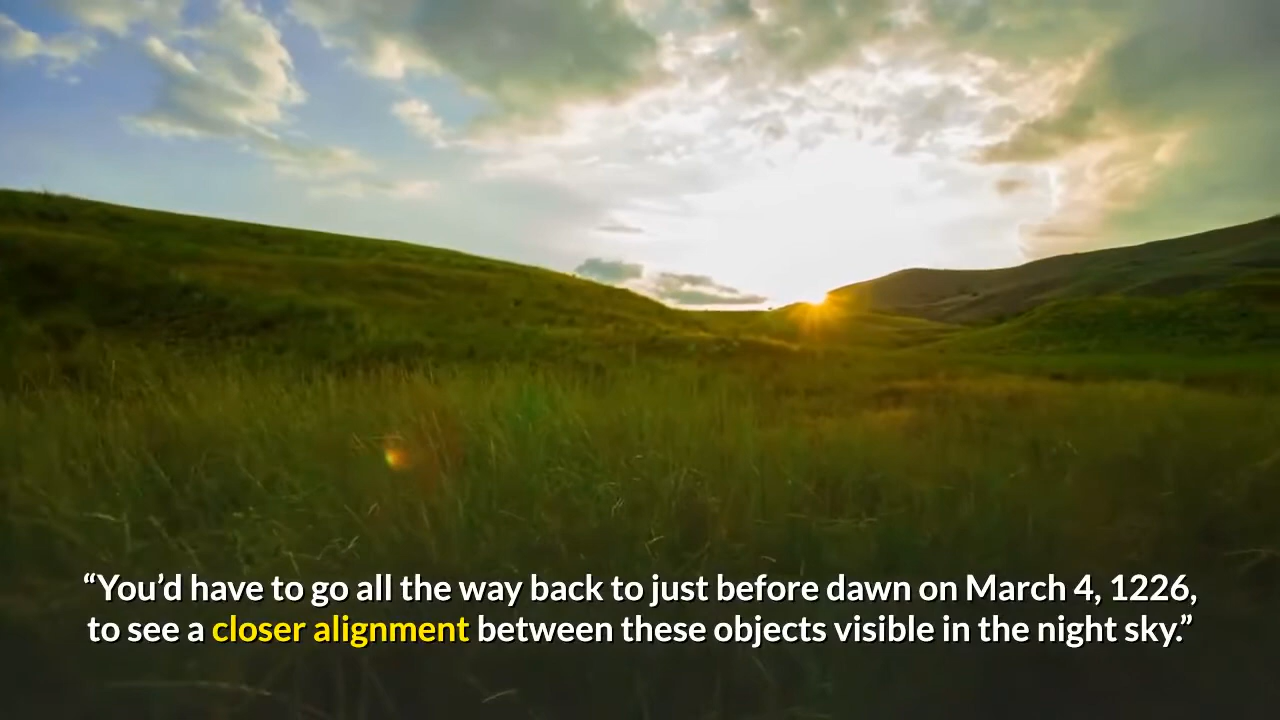 “You’d have to go all the way back to just before dawn on March 4, 1226,
to see a closer alignment between these objects visible in the night sky.”